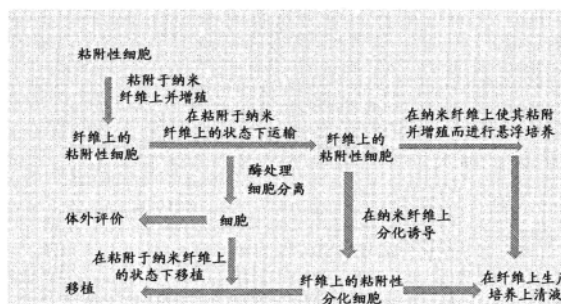 粘附性细胞
粘附于纳米
纤维上并增殖
纤维上的
粘附性细胞
在粘附于纳米
纤维上的状态下运输
纤维上的
粘附性细胞
在纳米纤维上使其粘附
并增殖而进行悬浮培养
酶处理
细胞分离
体外评价
细胞
在纳米纤维上
分化诱导
在粘附于纳米纤维上
的状态下移植
移植
纤维上的粘附性
分化细胞
在纤维上生产
培养上清液